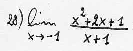 28) lim x→-1 x²+2x+1 / x+1